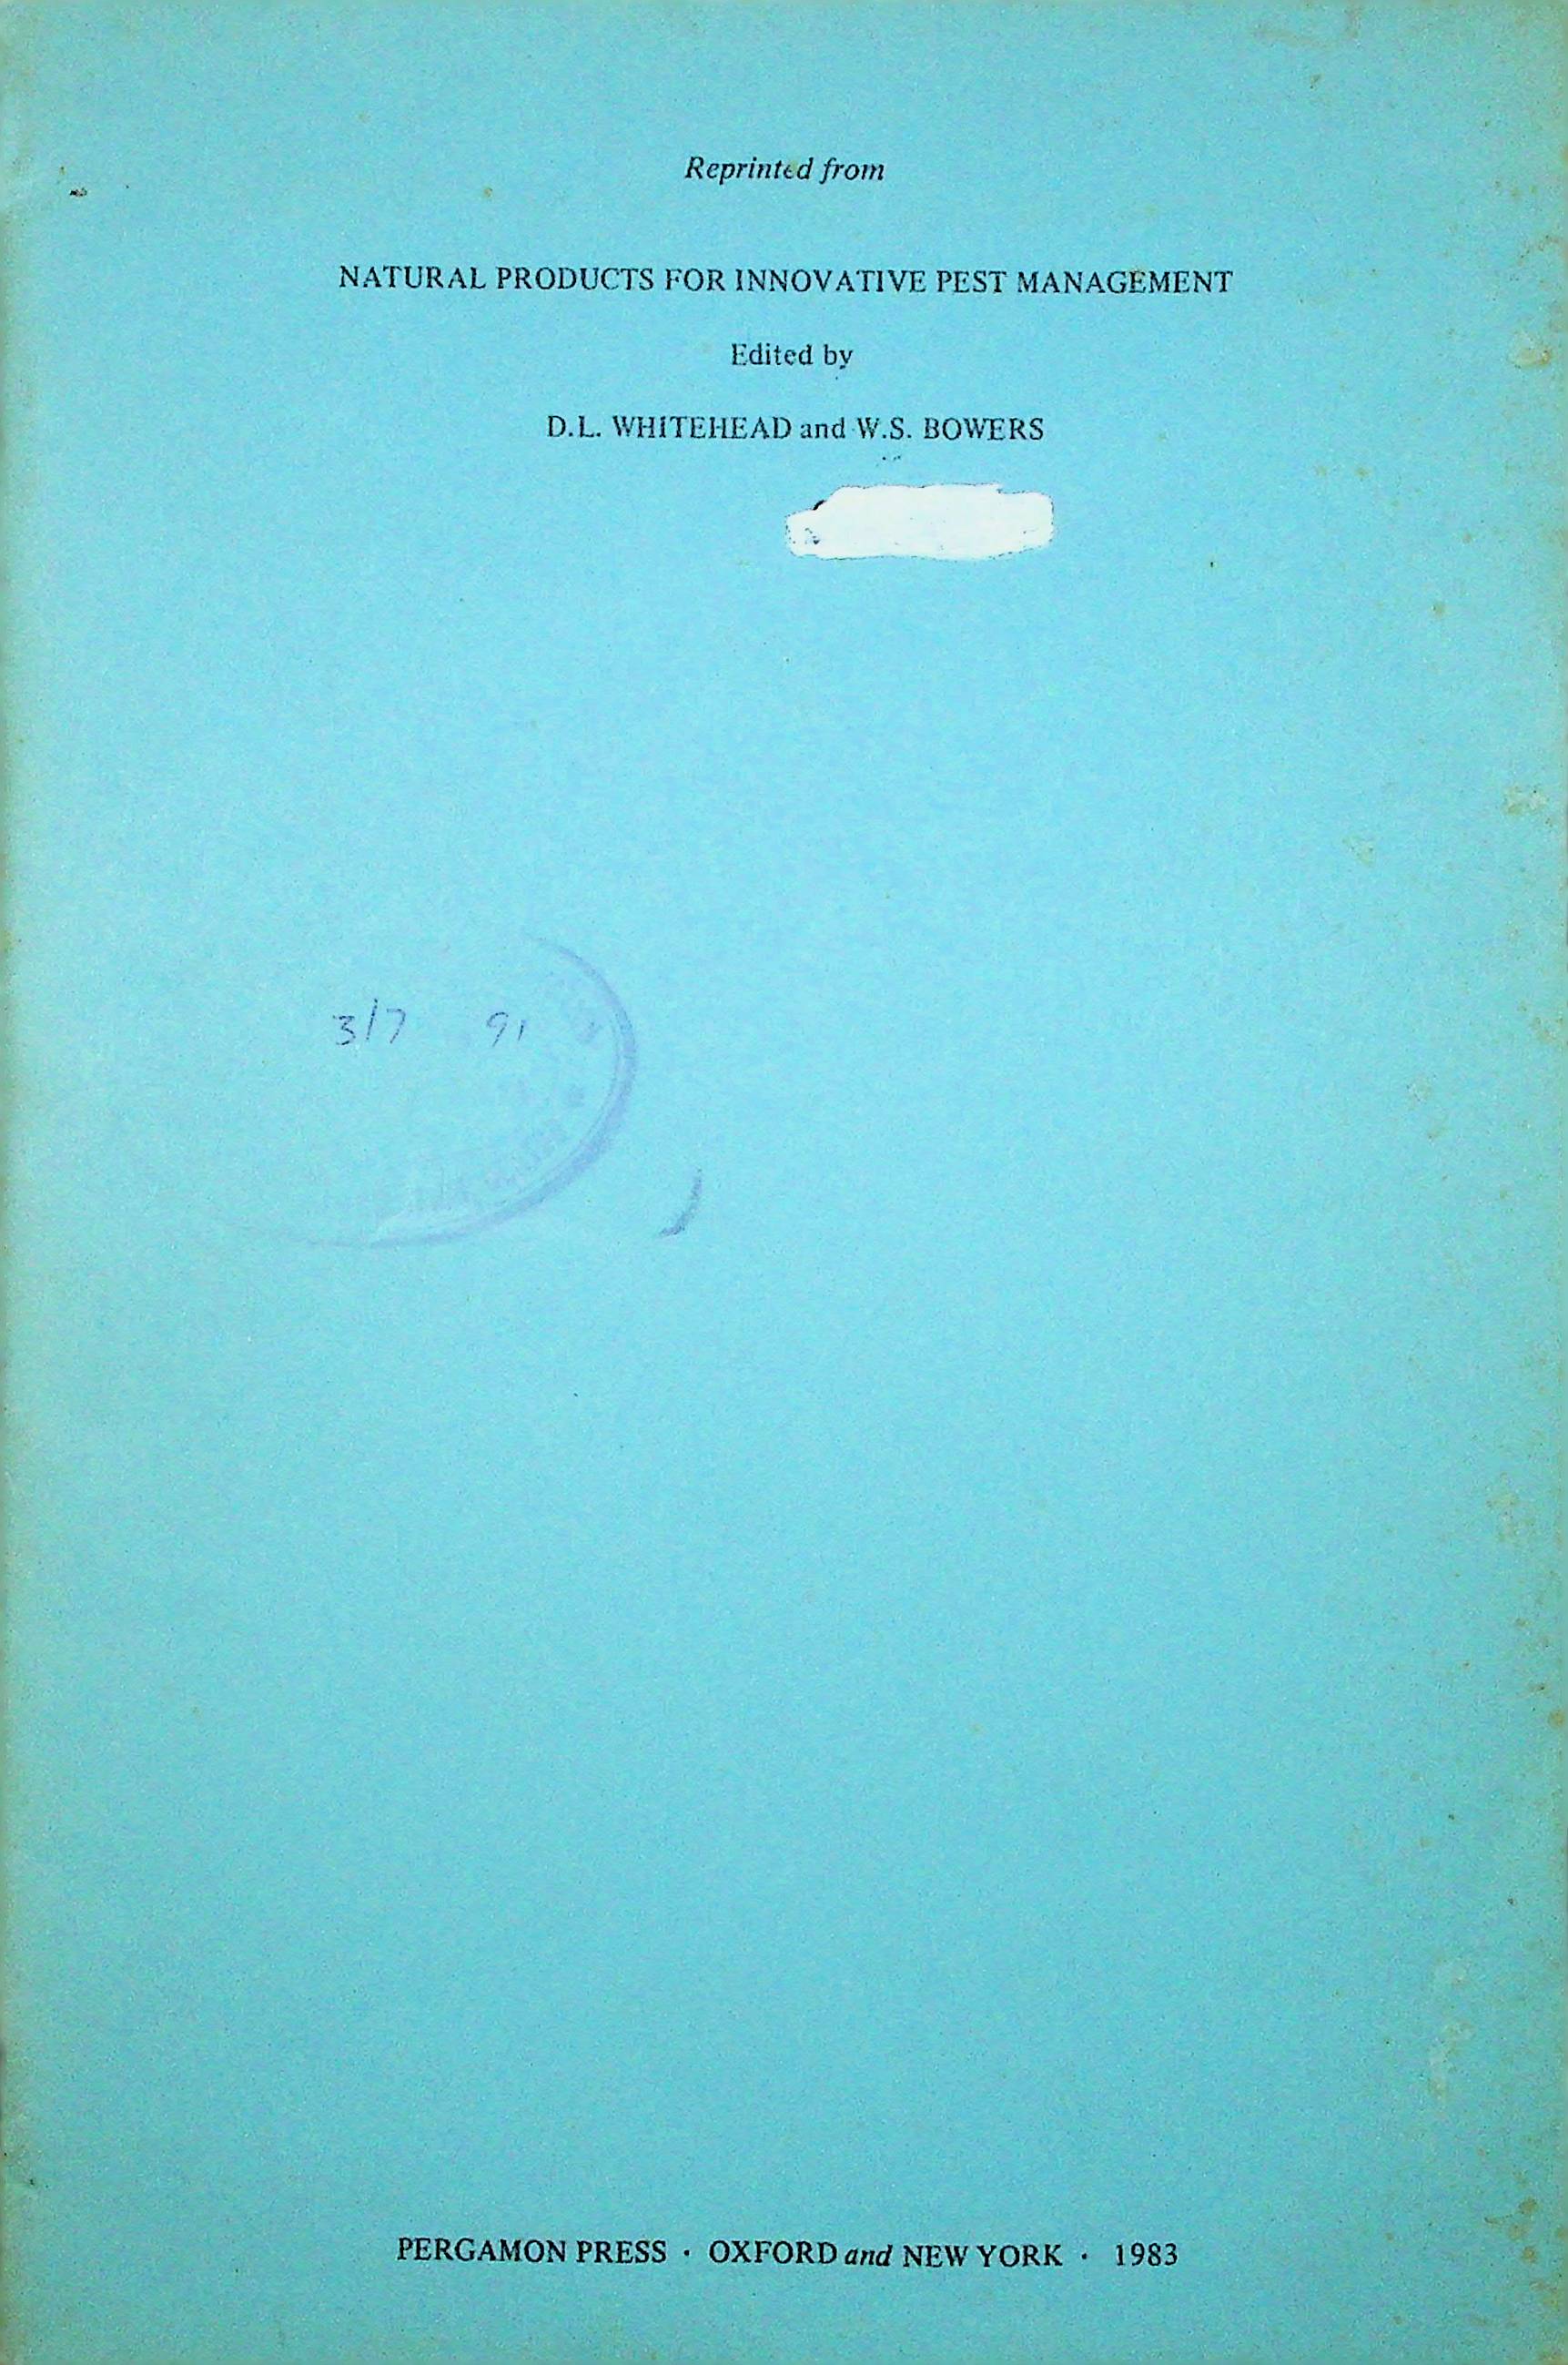 Reprinted from
NATURAL PRODUCTS FOR INNOVATIVE PEST MANAGEMENT
Edited by
D.L. WHITEHEAD and W.S. BOWERS
3/7 91
PERGAMON PRESS · OXFORD and NEW YORK · 1983